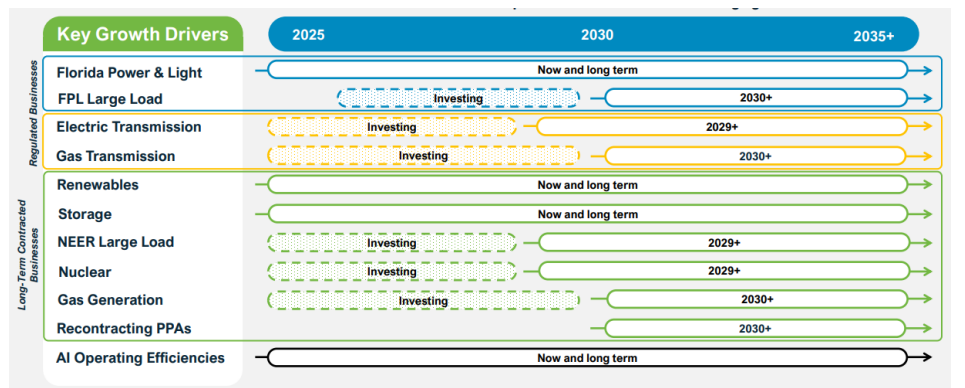 Key Growth Drivers 2025 2030 2035+
Regulated Businesses
Florida Power & Light Now and long term
FPL Large Load Investing 2030+
Electric Transmission Investing 2029+
Gas Transmission Investing 2030+
Long-Term Contracted
Businesses
Renewables Now and long term
Storage Now and long term
NEER Large Load Investing 2029+
Nuclear Investing 2029+
Gas Generation Investing 2030+
Recontracting PPAs 2030+
AI Operating Efficiencies Now and long term